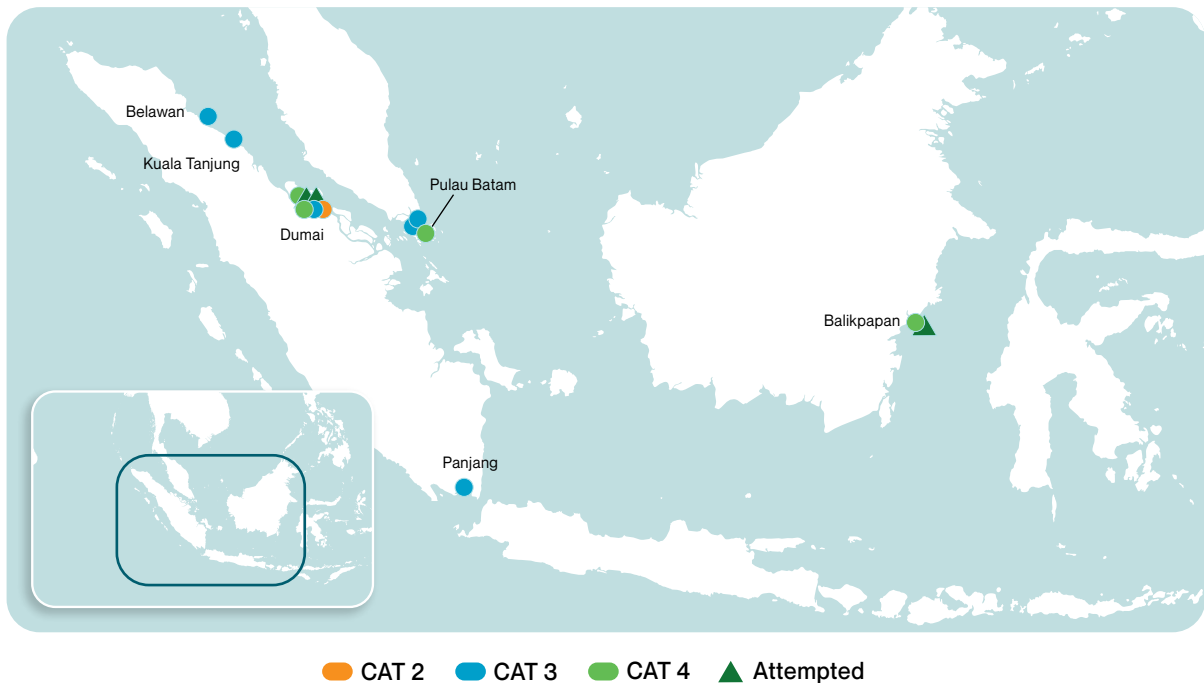 Belawan
Kuala Tanjung
Pulau Batam
Dumai
Balikpapan
Panjang
CAT 2 CAT 3 CAT 4 Attempted